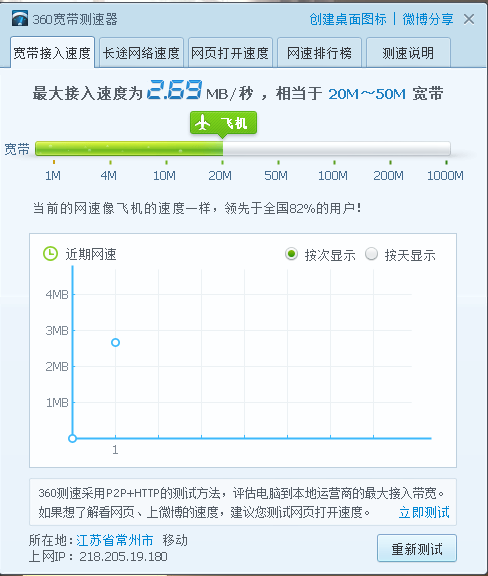 360宽带测速器
创建桌面图标 | 微博分享
宽带接入速度 长途网络速度 网页打开速度 网速排行榜 测速说明
最大接入速度为 2.69 MB/秒 ，相当于 20M～50M 宽带
飞机
宽带
1M 4M 10M 20M 50M 100M 200M 1000M
当前的网速像飞机的速度一样，领先于全国82%的用户!
近期网速 按次显示 按天显示
4MB
3MB
2MB
1MB
1
360测速采用P2P+HTTP的测试方法，评估电脑到本地运营商的最大接入带宽。
如果想了解看网页、上微博的速度，建议您测试网页打开速度。 立即测试
所在地:江苏省常州市 移动
上网IP: 218.205.19.180
重新测试